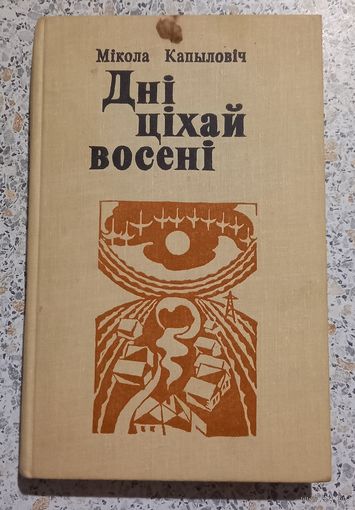 Мікола Капыловіч
Дні
ціхай
восені